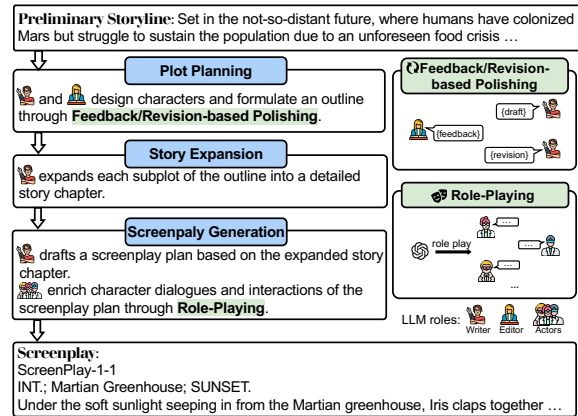 Preliminary Storyline: Set in the not-so-distant future, where humans have colonized
Mars but struggle to sustain the population due to an unforeseen food crisis …
Plot Planning
and design characters and formulate an outline
through Feedback/Revision-based Polishing.
Story Expansion
expands each subplot of the outline into a detailed
story chapter.
Screenpaly Generation
drafts a screenplay plan based on the expanded story
chapter.
enrich character dialogues and interactions of the
screenplay plan through Role-Playing.
Feedback/Revision-
based Polishing
{draft}
{feedback}
{revision}
Role-Playing
...
role play
...
...
...
LLM roles:
Writer
Editor
Actors
Screenplay:
ScreenPlay-1-1
INT.; Martian Greenhouse; SUNSET.
Under the soft sunlight seeping in from the Martian greenhouse, Iris claps together …